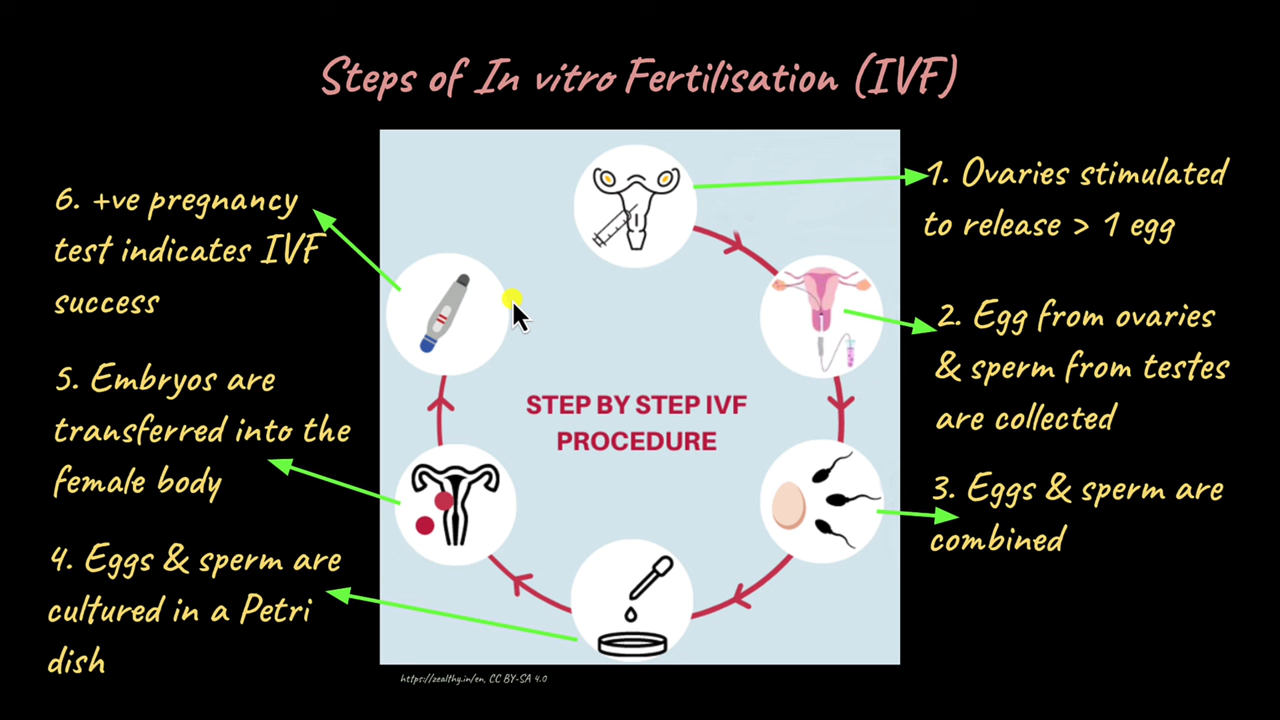 Steps of In vitro Fertilisation (IVF)
1. Ovaries stimulated
to release > 1 egg
2. Egg from ovaries
& sperm from testes
are collected
3. Eggs & sperm are
combined
4. Eggs & sperm are
cultured in a Petri
dish
5. Embryos are
transferred into the
female body
6. +ve pregnancy
test indicates IVF
success
STEP BY STEP IVF
PROCEDURE
https://zealthy.in/en, CC BY-SA 4.0